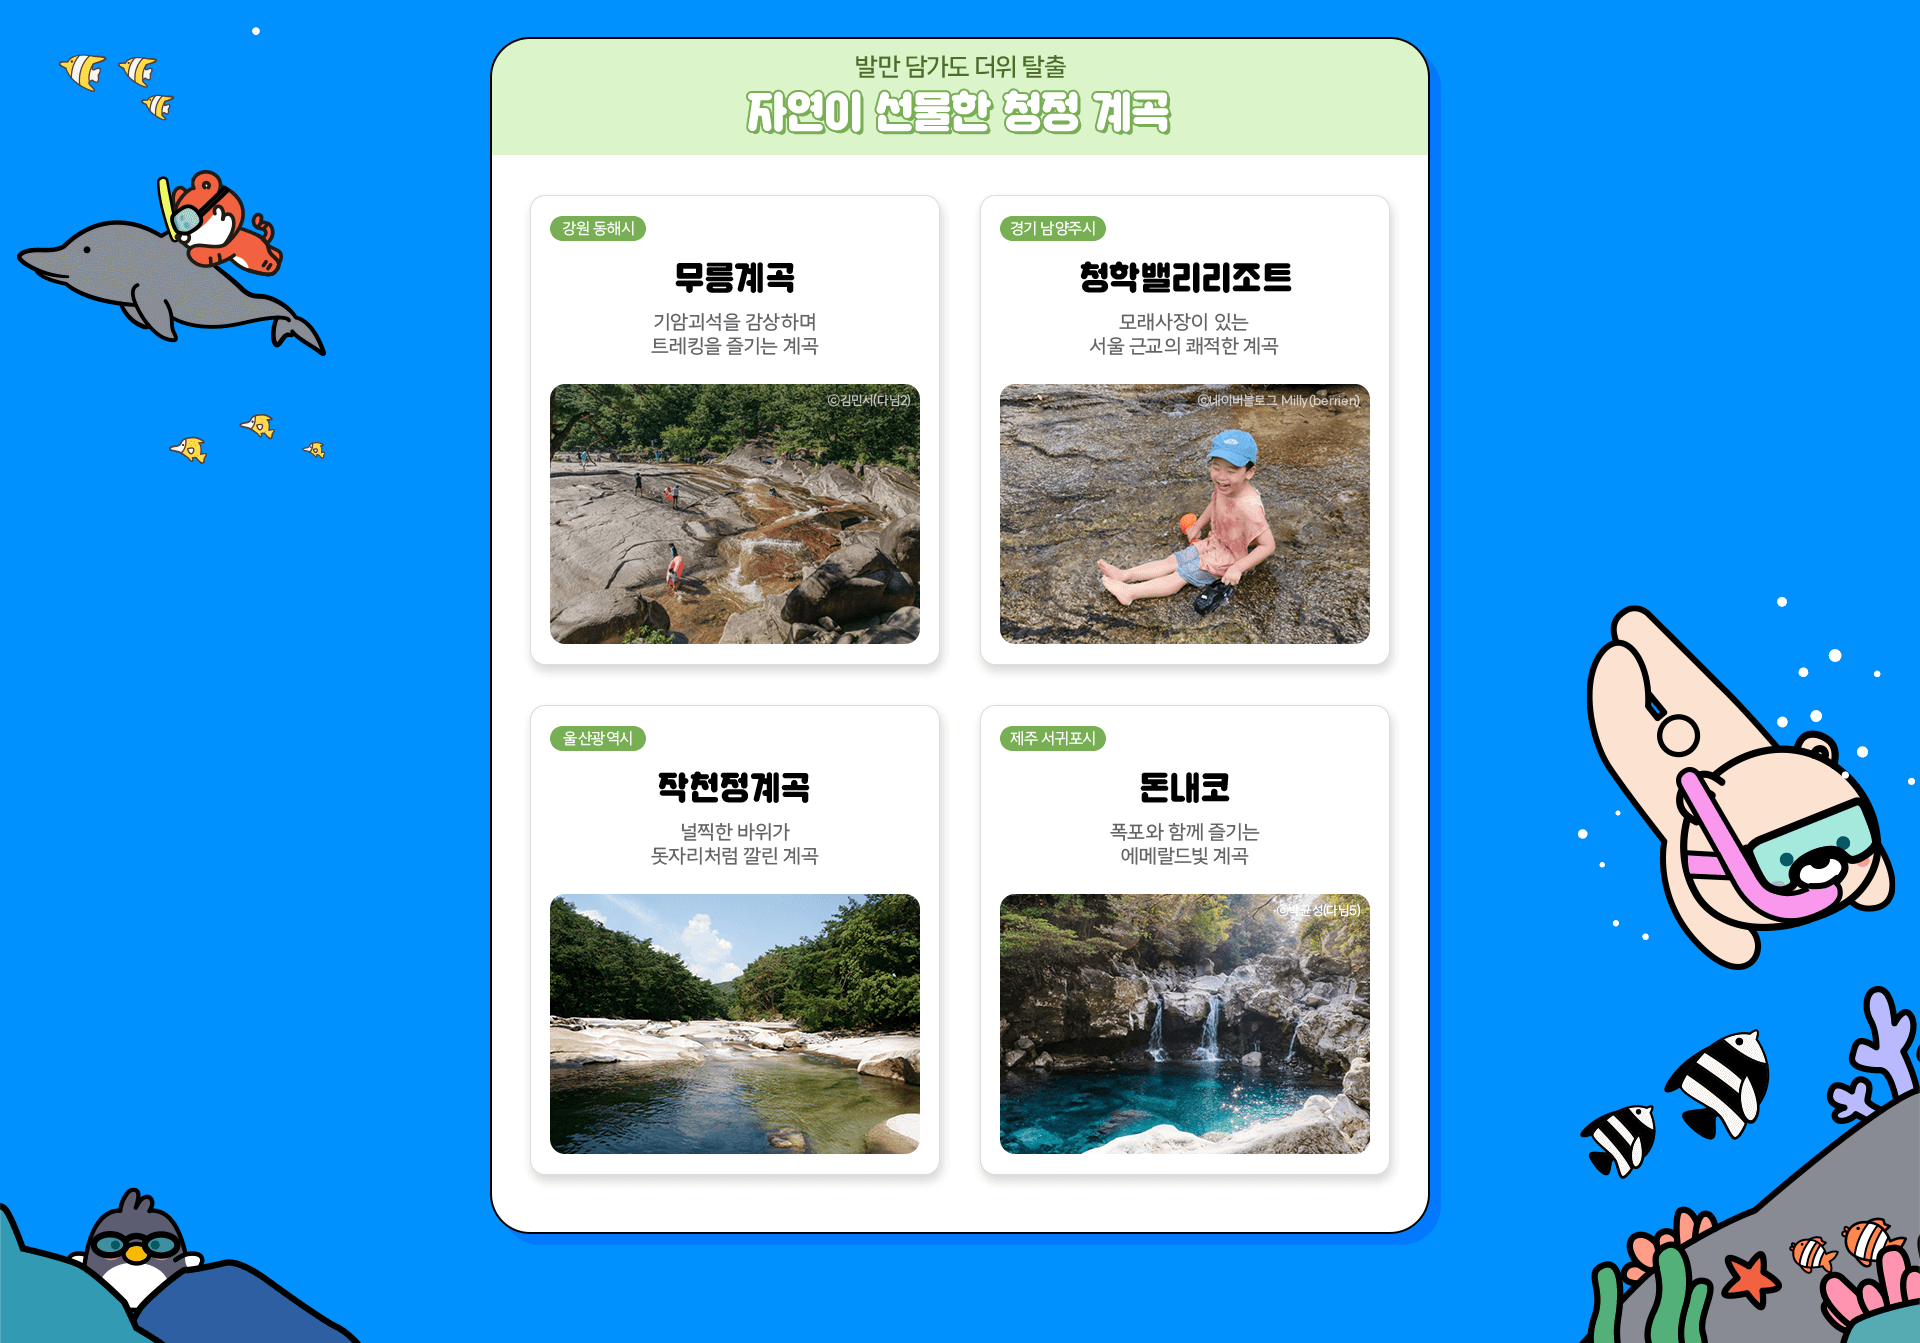 발만 담가도 더위 탈출
자연이 선물한 청정 계곡
강원 동해시
무릉계곡
기암괴석을 감상하며
트레킹을 즐기는 계곡
ⓒ김민서(다님2)
경기 남양주시
청학밸리리조트
모래사장이 있는
서울 근교의 쾌적한 계곡
ⓒ네이버블로그 Milly(berrien)
울산광역시
작천정계곡
널찍한 바위가
돗자리처럼 깔린 계곡
제주 서귀포시
돈내코
폭포와 함께 즐기는
에메랄드빛 계곡
ⓒ박윤성(다님5)